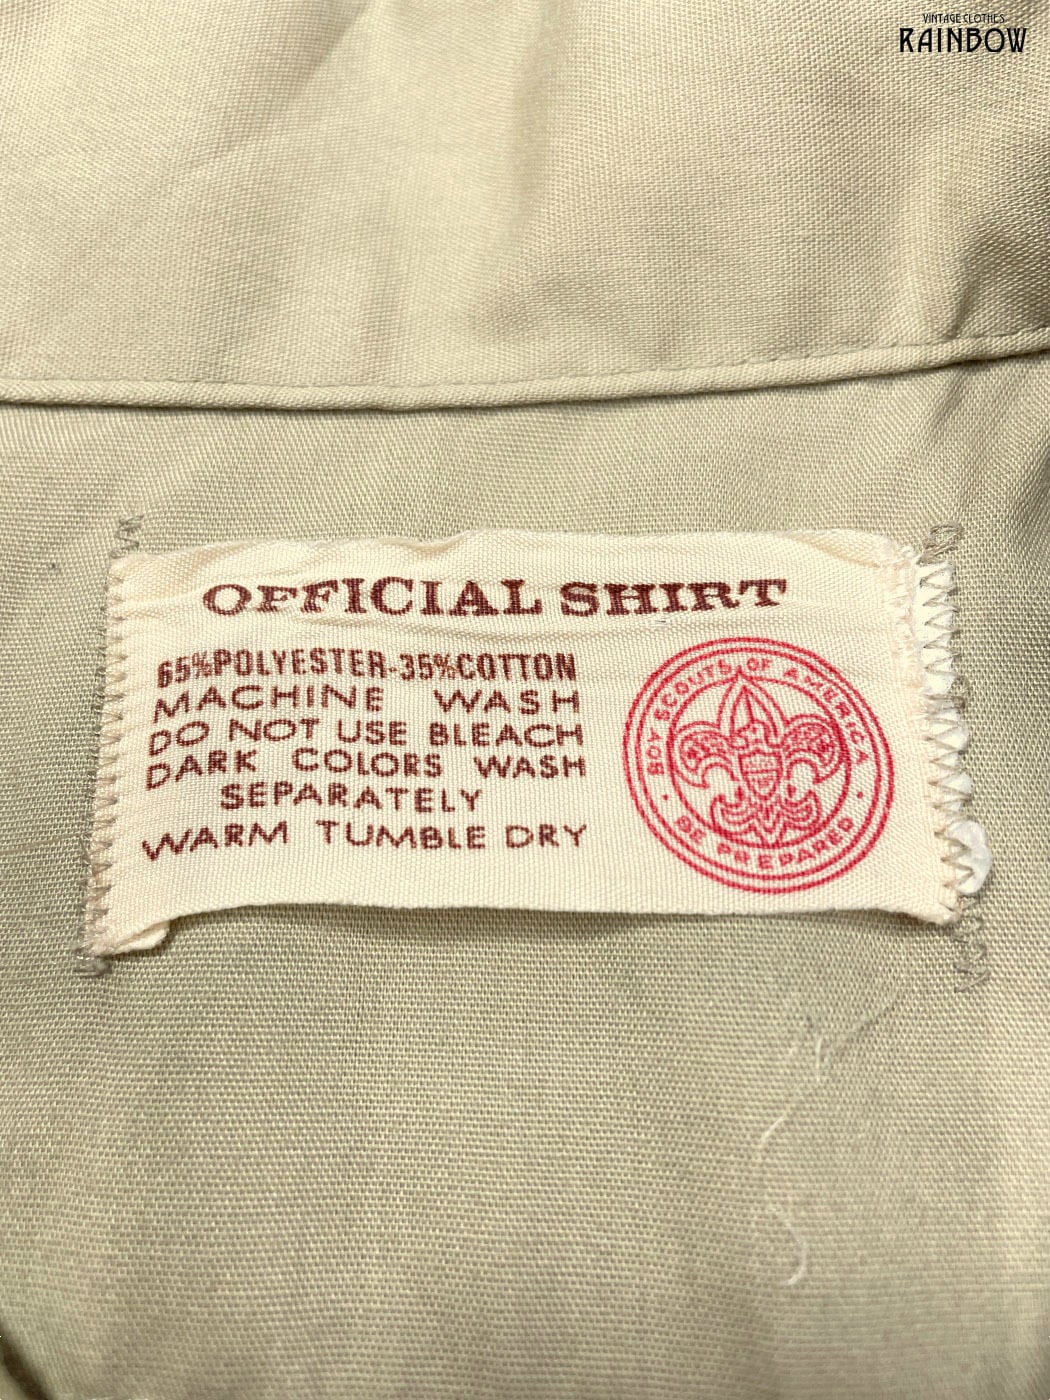 VINTAGE CLOTHES
RAINBOW
OFFICIAL SHIRT
65%POLYESTER-35%COTTON
MACHINE WASH
DO NOT USE BLEACH
DARK COLORS WASH
SEPARATELY
WARM TUMBLE DRY
BOY SCOUTS OF AMERICA
· BE PREPARED ·